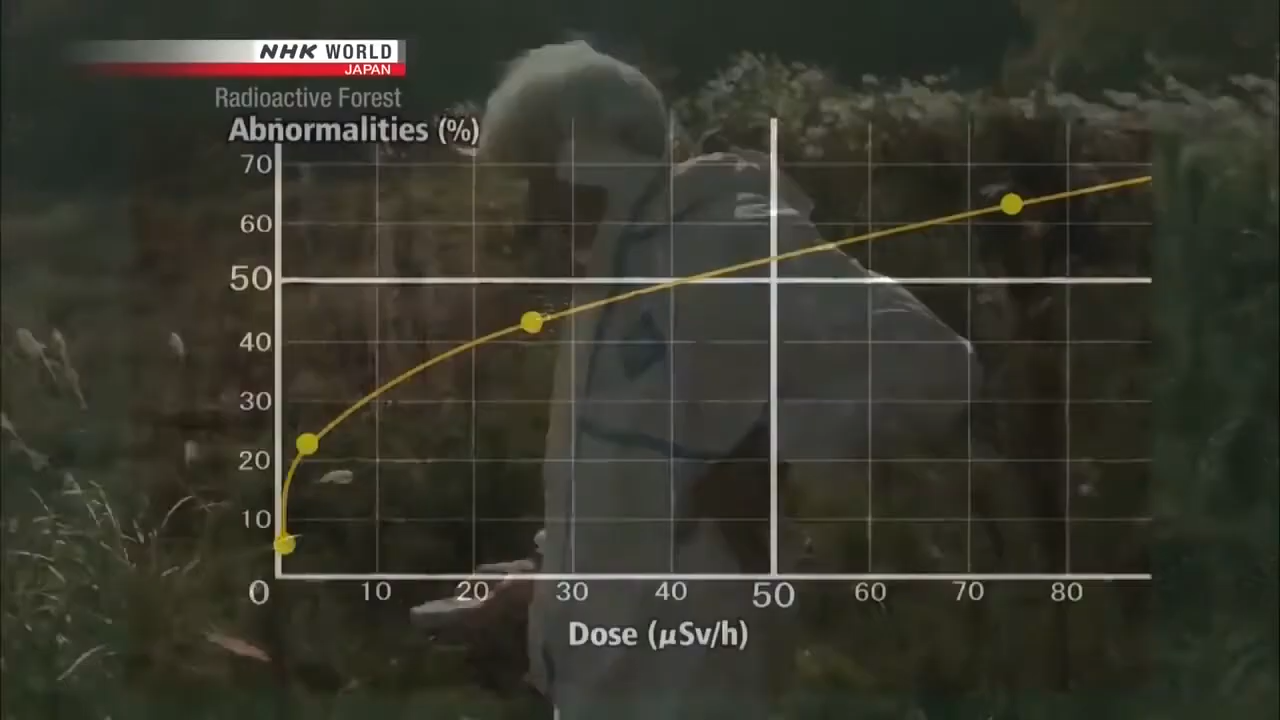 NHK WORLD
JAPAN
Radioactive Forest
Abnormalities (%)
70
60
50
40
30
20
10
0 10 20 30 40 50 60 70 80
Dose (μSv/h)